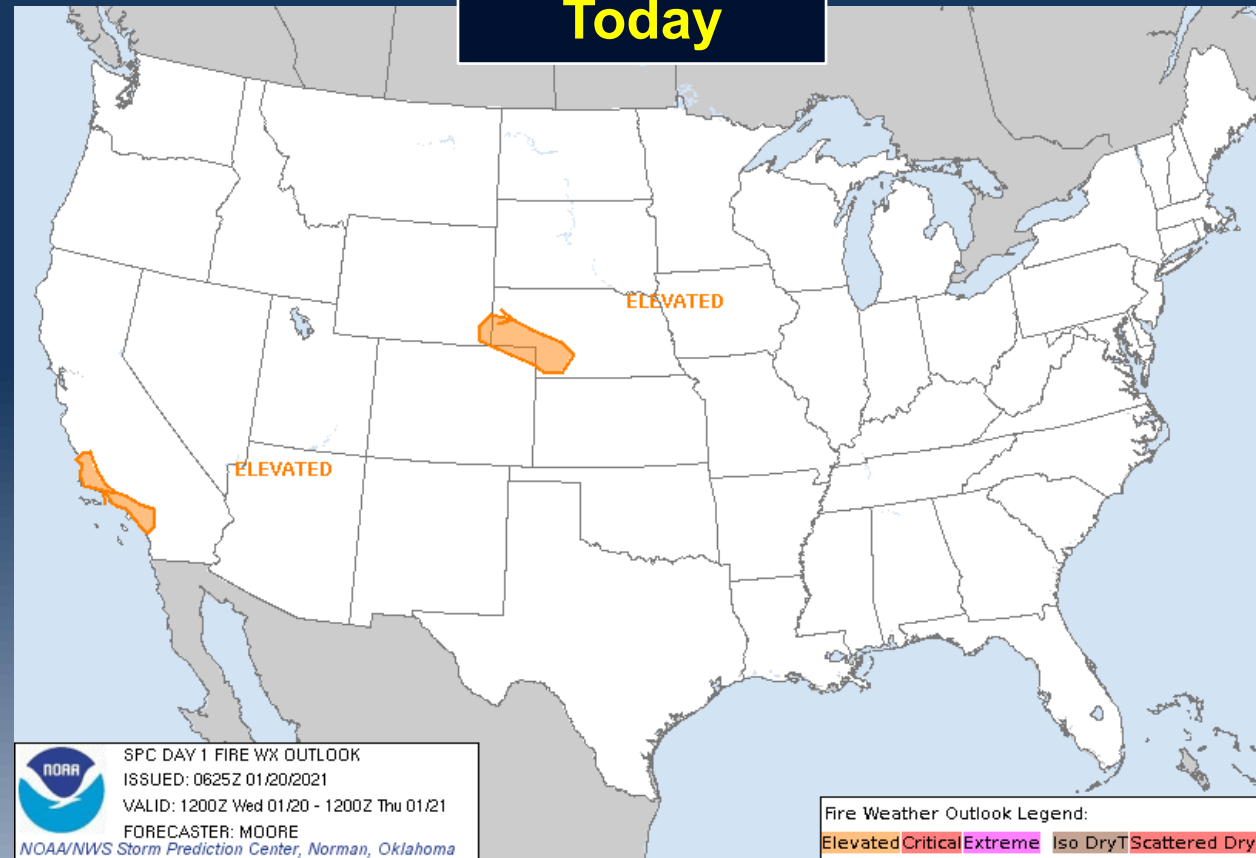 Today
ELEVATED
ELEVATED
NOAA
SPC DAY 1 FIRE WX OUTLOOK
ISSUED: 0625Z 01/20/2021
VALID: 1200Z Wed 01/20 - 1200Z Thu 01/21
FORECASTER: MOORE
NOAA/NWS Storm Prediction Center, Norman, Oklahoma
Fire Weather Outlook Legend:
Elevated Critical Extreme Iso DryT Scattered Dry